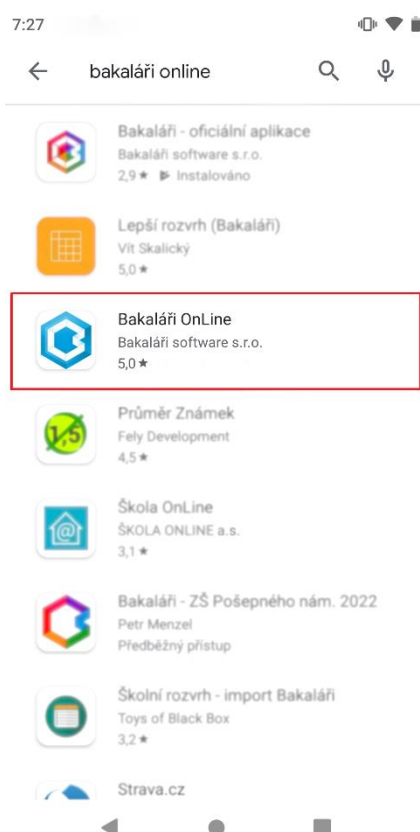 7:27
bakaláři online
Bakaláři - oficiální aplikace
Bakaláři software s.r.o.
2,9 ★ Instalováno
Lepší rozvrh (Bakaláři)
Vít Skalický
5,0 ★
Bakaláři OnLine
Bakaláři software s.r.o.
5,0 ★
1,5
Průměr Známek
Fely Development
4,5 ★
@
Škola OnLine
ŠKOLA ONLINE a.s.
3,1 ★
Bakaláři - ZŠ Pošepného nám. 2022
Petr Menzel
Předběžný přístup
Školní rozvrh - import Bakaláři
Toys of Black Box
3,2 ★
Strava.cz